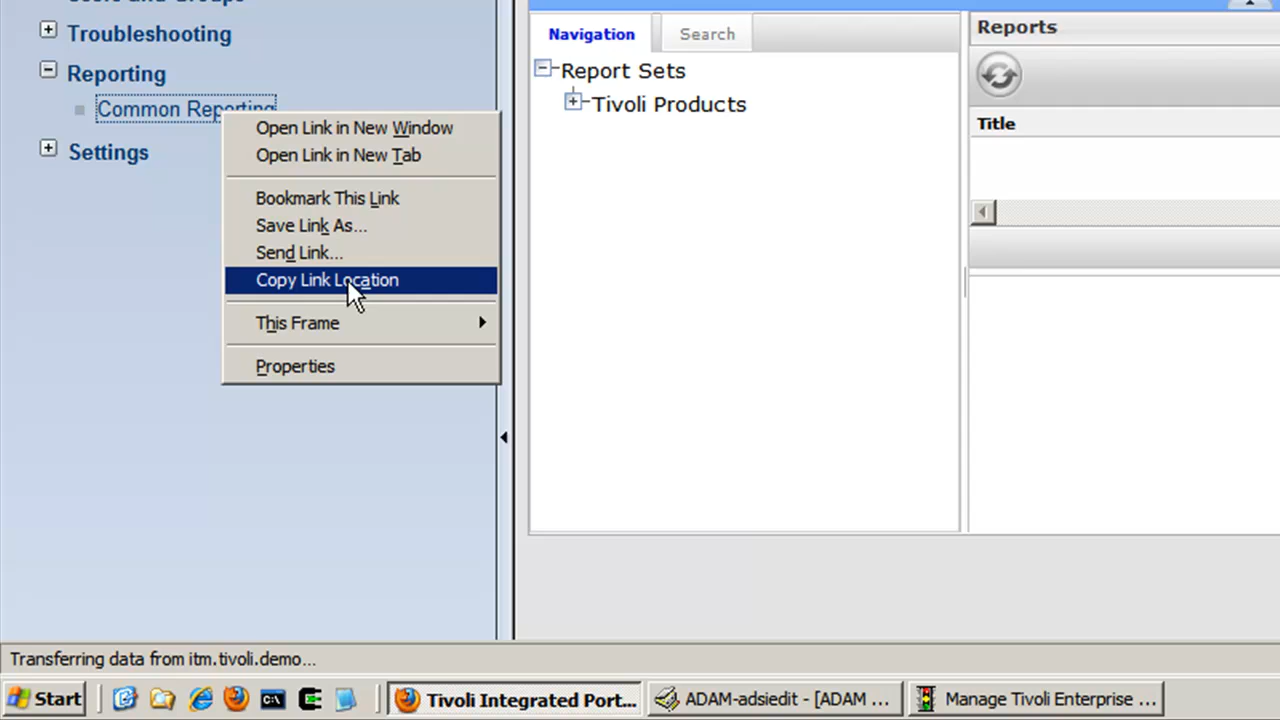 Troubleshooting
Reporting
Common Reporting
Settings
Open Link in New Window
Open Link in New Tab
Bookmark This Link
Save Link As...
Send Link...
Copy Link Location
This Frame
Properties
Navigation
Search
Report Sets
Tivoli Products
Reports
Title
Transferring data from itm.tivoli.demo...
Start
C:\
Tivoli Integrated Port...
ADAM-adsiedit - [ADAM ...
Manage Tivoli Enterprise ...